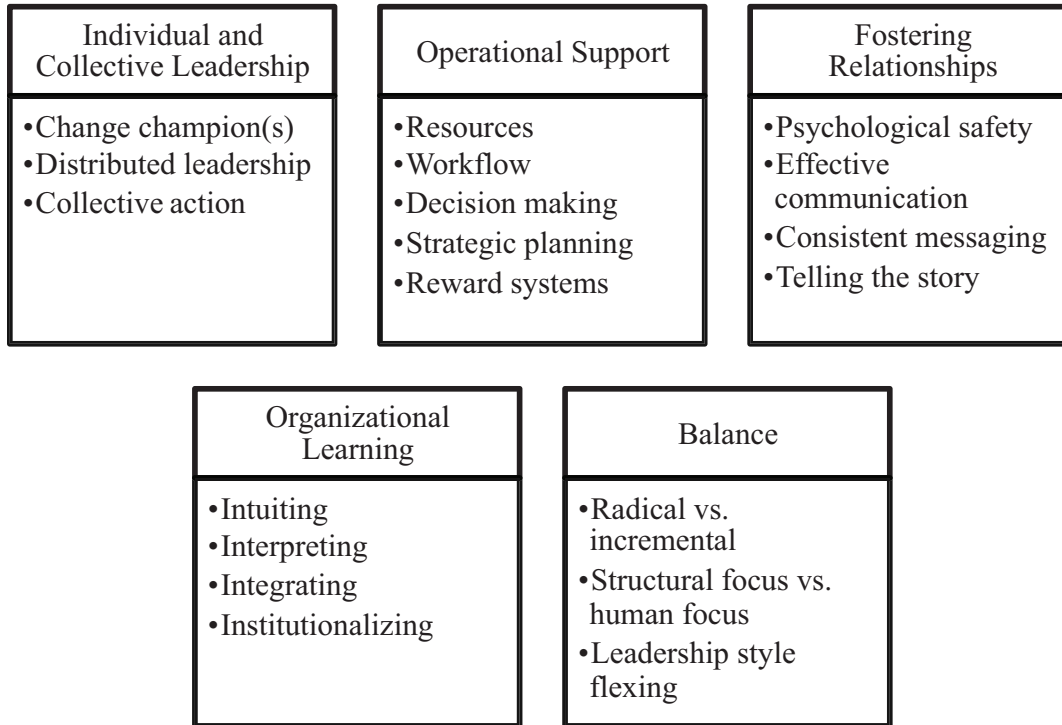 Individual and
Collective Leadership
•Change champion(s)
•Distributed leadership
•Collective action
Operational Support
•Resources
•Workflow
•Decision making
•Strategic planning
•Reward systems
Fostering
Relationships
•Psychological safety
•Effective
communication
•Consistent messaging
•Telling the story
Organizational
Learning
•Intuiting
•Interpreting
•Integrating
•Institutionalizing
Balance
•Radical vs.
incremental
•Structural focus vs.
human focus
•Leadership style
flexing